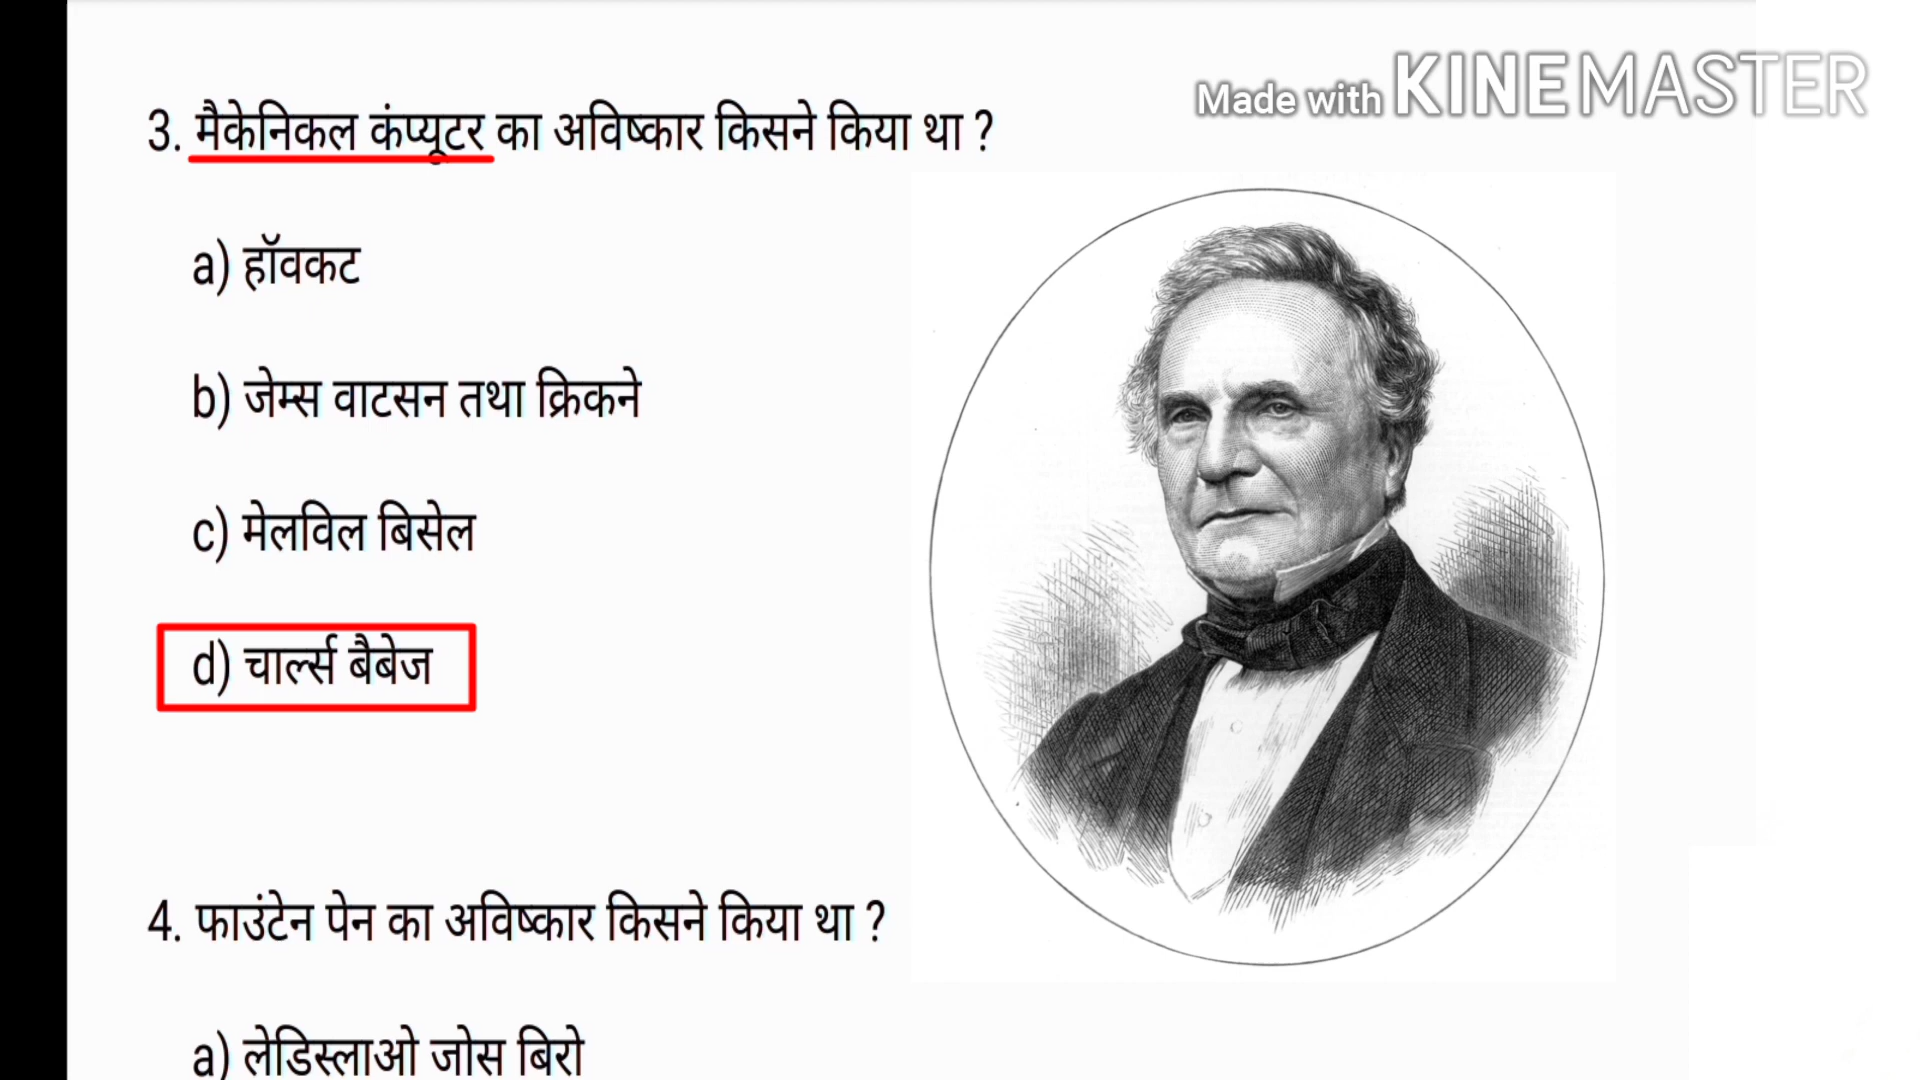 Made with KINEMASTER
3. मैकेनिकल कंप्यूटर का अविष्कार किसने किया था ?
a) हॉवकट
b) जेम्स वाटसन तथा क्रिकने
c) मेलविल बिसेल
d) चार्ल्स बैबेज
4. फाउंटेन पेन का अविष्कार किसने किया था ?
a) लेडिस्लाओ जोस बिरो